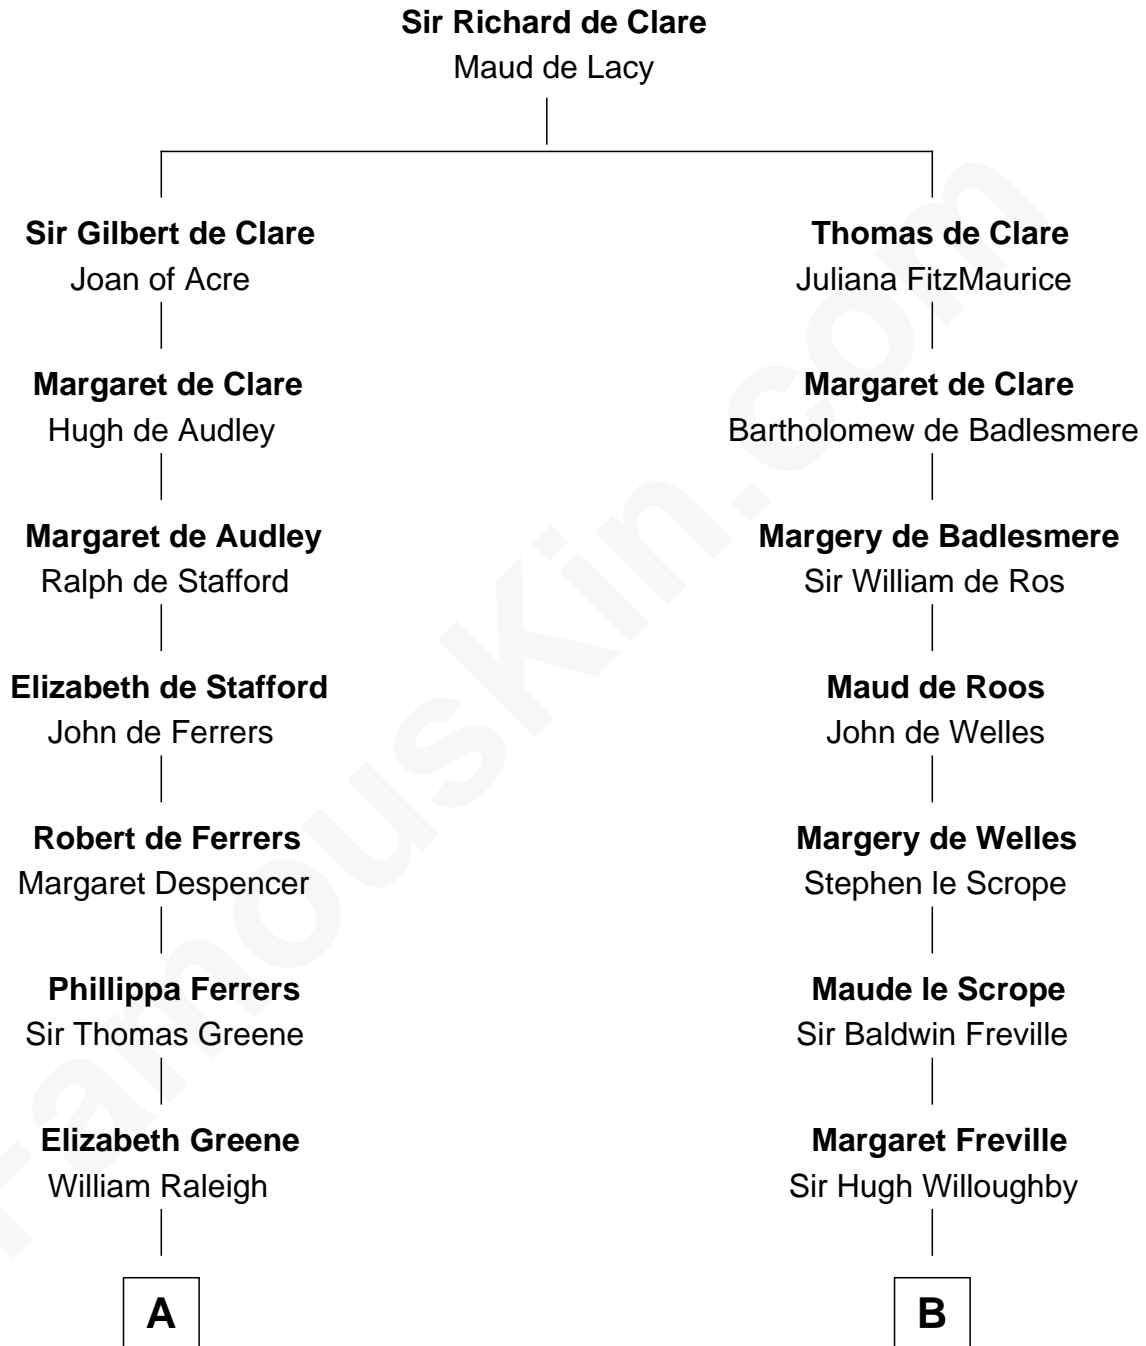 Sir Richard de Clare
Maud de Lacy
Sir Gilbert de Clare
Joan of Acre
Thomas de Clare
Juliana FitzMaurice
Margaret de Clare
Hugh de Audley
Margaret de Clare
Bartholomew de Badlesmere
Margaret de Audley
Ralph de Stafford
Margery de Badlesmere
Sir William de Ros
Elizabeth de Stafford
John de Ferrers
Maud de Roos
John de Welles
Robert de Ferrers
Margaret Despencer
Margery de Welles
Stephen le Scrope
Phillippa Ferrers
Sir Thomas Greene
Maude le Scrope
Sir Baldwin Freville
Elizabeth Greene
William Raleigh
Margaret Freville
Sir Hugh Willoughby
A
B
FamousKin.com